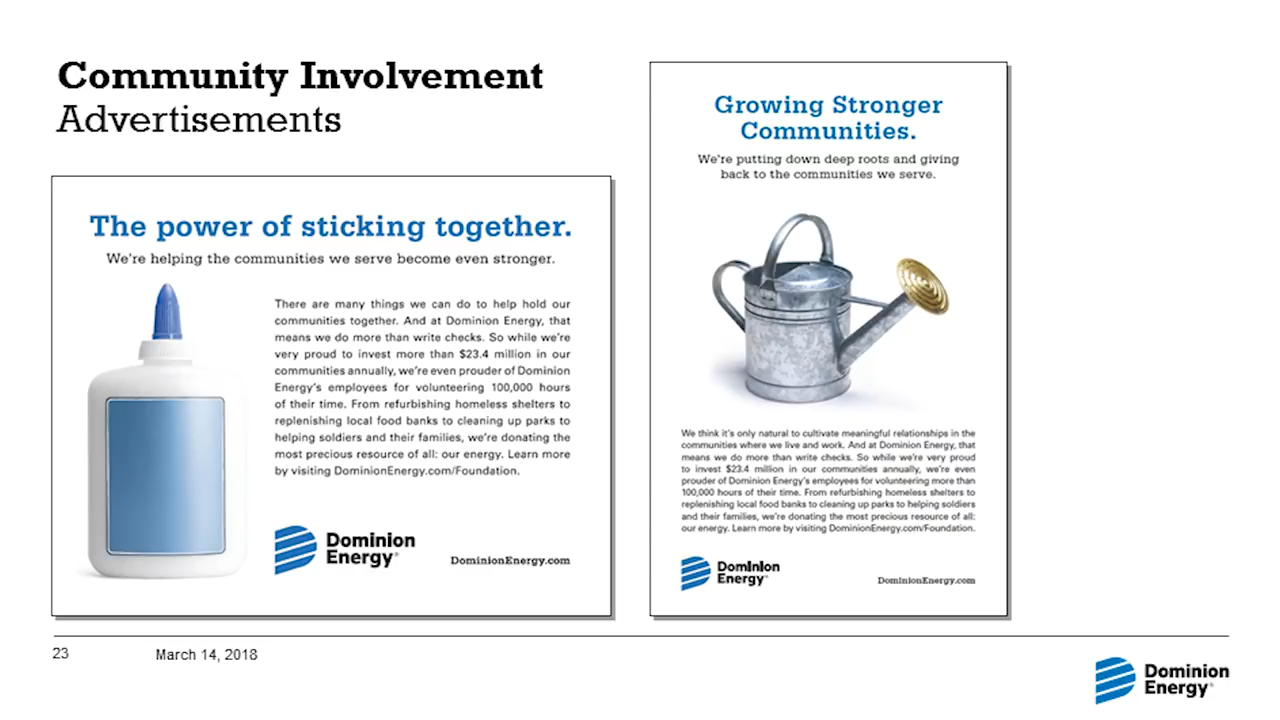 Community Involvement
Advertisements
The power of sticking together.
We're helping the communities we serve become even stronger.
There are many things we can do to help hold our
communities together. And at Dominion Energy, that
means we do more than write checks. So while we're
very proud to invest more than $23.4 million in our
communities annually, we're even prouder of Dominion
Energy's employees for volunteering 100,000 hours
of their time. From refurbishing homeless shelters to
replenishing local food banks to cleaning up parks to
helping soldiers and their families, we're donating the
most precious resource of all: our energy. Learn more
by visiting DominionEnergy.com/Foundation.
Dominion
Energy®
DominionEnergy.com
Growing Stronger
Communities.
We're putting down deep roots and giving
back to the communities we serve.
We think it's only natural to cultivate meaningful relationships in the
communities where we live and work. And at Dominion Energy, that
means we do more than write checks. So while we're very proud
to invest $23.4 million in our communities annually, we're even
prouder of Dominion Energy's employees for volunteering more than
100,000 hours of their time. From refurbishing homeless shelters to
replenishing local food banks to cleaning up parks to helping soldiers
and their families, we're donating the most precious resource of all:
our energy. Learn more by visiting DominionEnergy.com/Foundation.
Dominion
Energy®
DominionEnergy.com
23
March 14, 2018
Dominion
Energy®